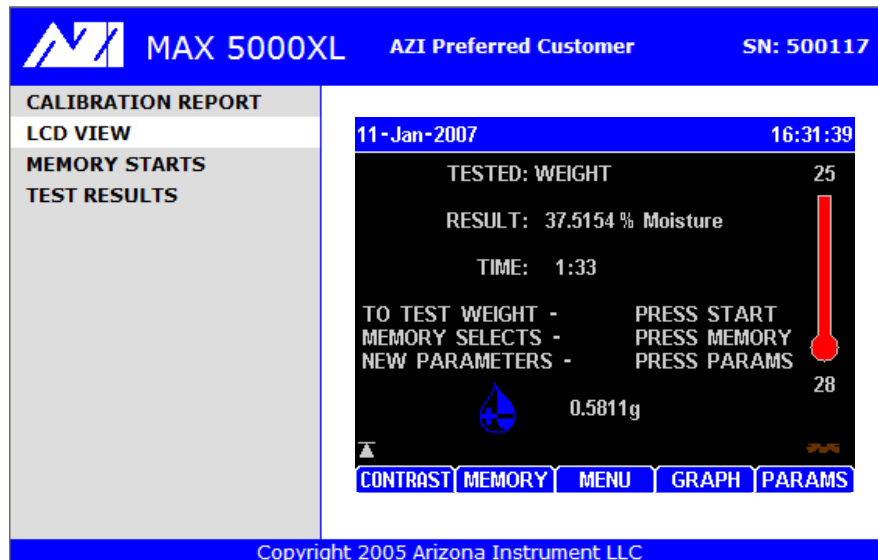 AZI MAX 5000XL AZI Preferred Customer SN: 500117
CALIBRATION REPORT
LCD VIEW
MEMORY STARTS
TEST RESULTS
11-Jan-2007 16:31:39
TESTED: WEIGHT 25
RESULT: 37.5154 % Moisture
TIME: 1:33
TO TEST WEIGHT - PRESS START
MEMORY SELECTS - PRESS MEMORY
NEW PARAMETERS - PRESS PARAMS
28
0.5811g
CONTRAST MEMORY MENU GRAPH PARAMS
Copyright 2005 Arizona Instrument LLC